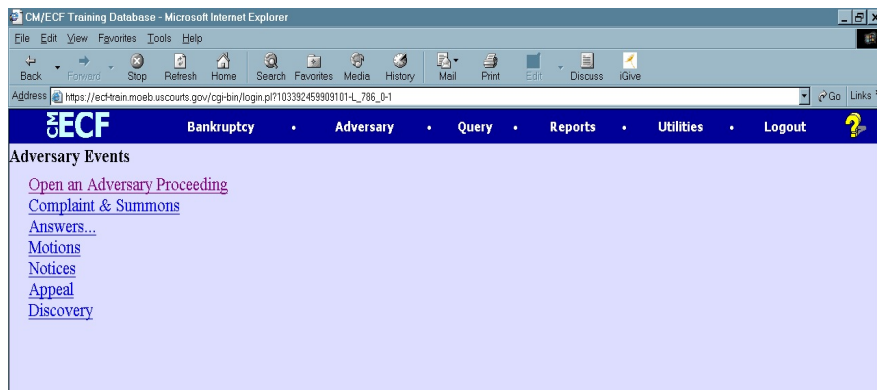 CM/ECF Training Database - Microsoft Internet Explorer
File Edit View Favorites Tools Help
Back Forward Stop Refresh Home Search Favorites Media History Mail Print Edit Discuss iGive
Address https://ecf-train.moeb.uscourts.gov/cgi-bin/login.pl?103392459909101-L_786_0-1 Go Links
CM ECF Bankruptcy • Adversary • Query • Reports • Utilities • Logout ?
Adversary Events
Open an Adversary Proceeding
Complaint & Summons
Answers...
Motions
Notices
Appeal
Discovery